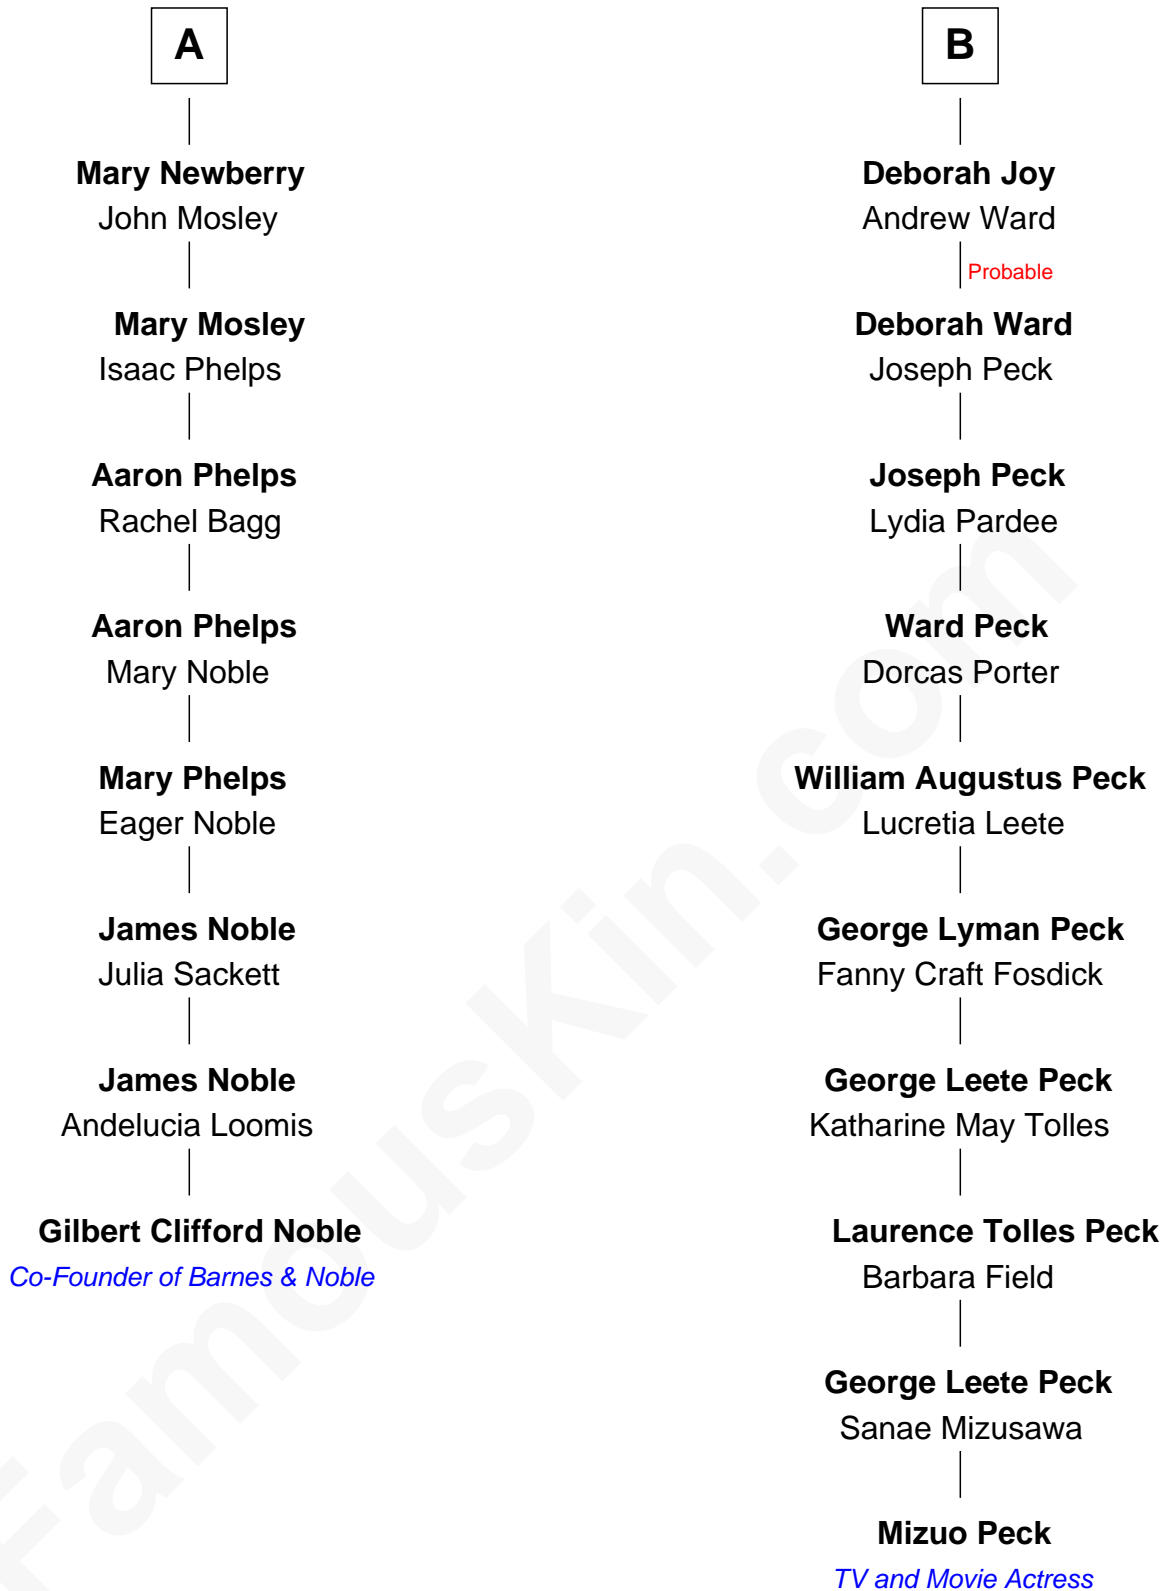 A
Mary Newberry
John Mosley
Mary Mosley
Isaac Phelps
Aaron Phelps
Rachel Bagg
Aaron Phelps
Mary Noble
Mary Phelps
Eager Noble
James Noble
Julia Sackett
James Noble
Andelucia Loomis
Gilbert Clifford Noble
Co-Founder of Barnes & Noble
B
Deborah Joy
Andrew Ward
Probable
Deborah Ward
Joseph Peck
Joseph Peck
Lydia Pardee
Ward Peck
Dorcas Porter
William Augustus Peck
Lucretia Leete
George Lyman Peck
Fanny Craft Fosdick
George Leete Peck
Katharine May Tolles
Laurence Tolles Peck
Barbara Field
George Leete Peck
Sanae Mizusawa
Mizuo Peck
TV and Movie Actress
FamousKin.com